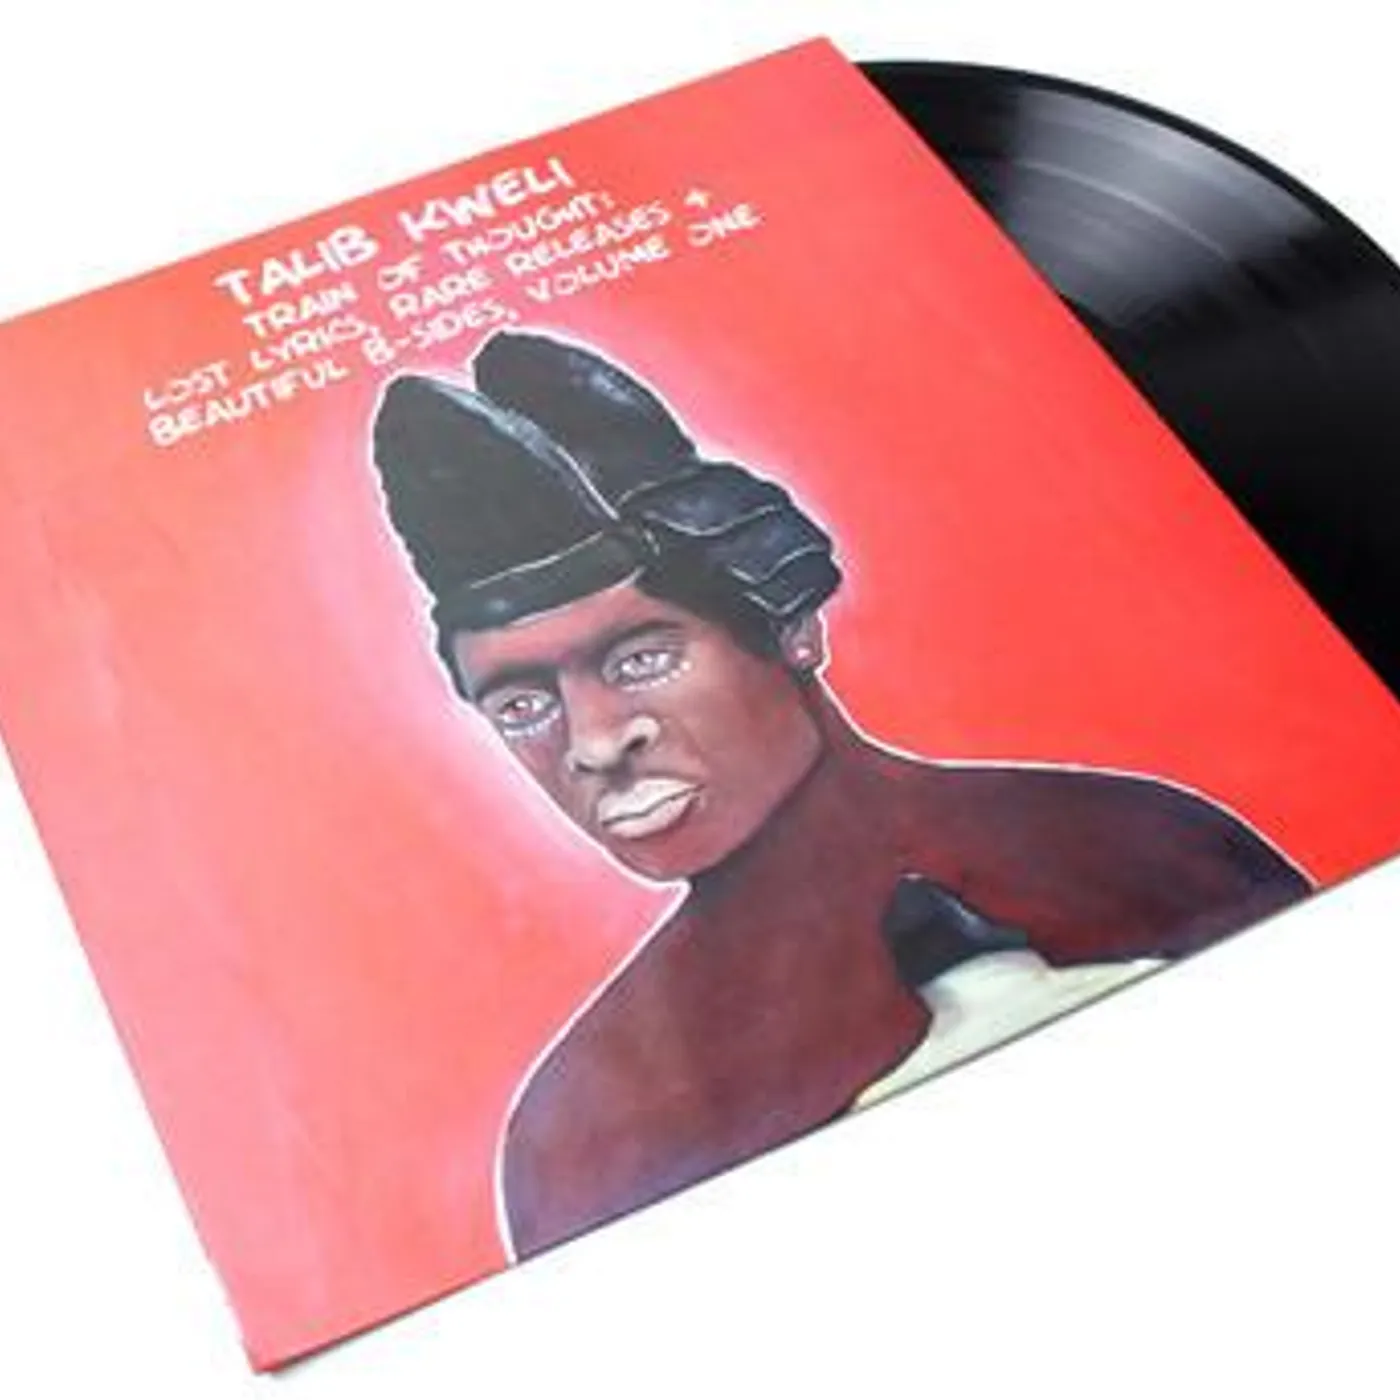 TALIB KWELI
TRAIN OF THOUGHT:
LOST LYRICS, RARE RELEASES +
BEAUTIFUL B-SIDES, VOLUME ONE